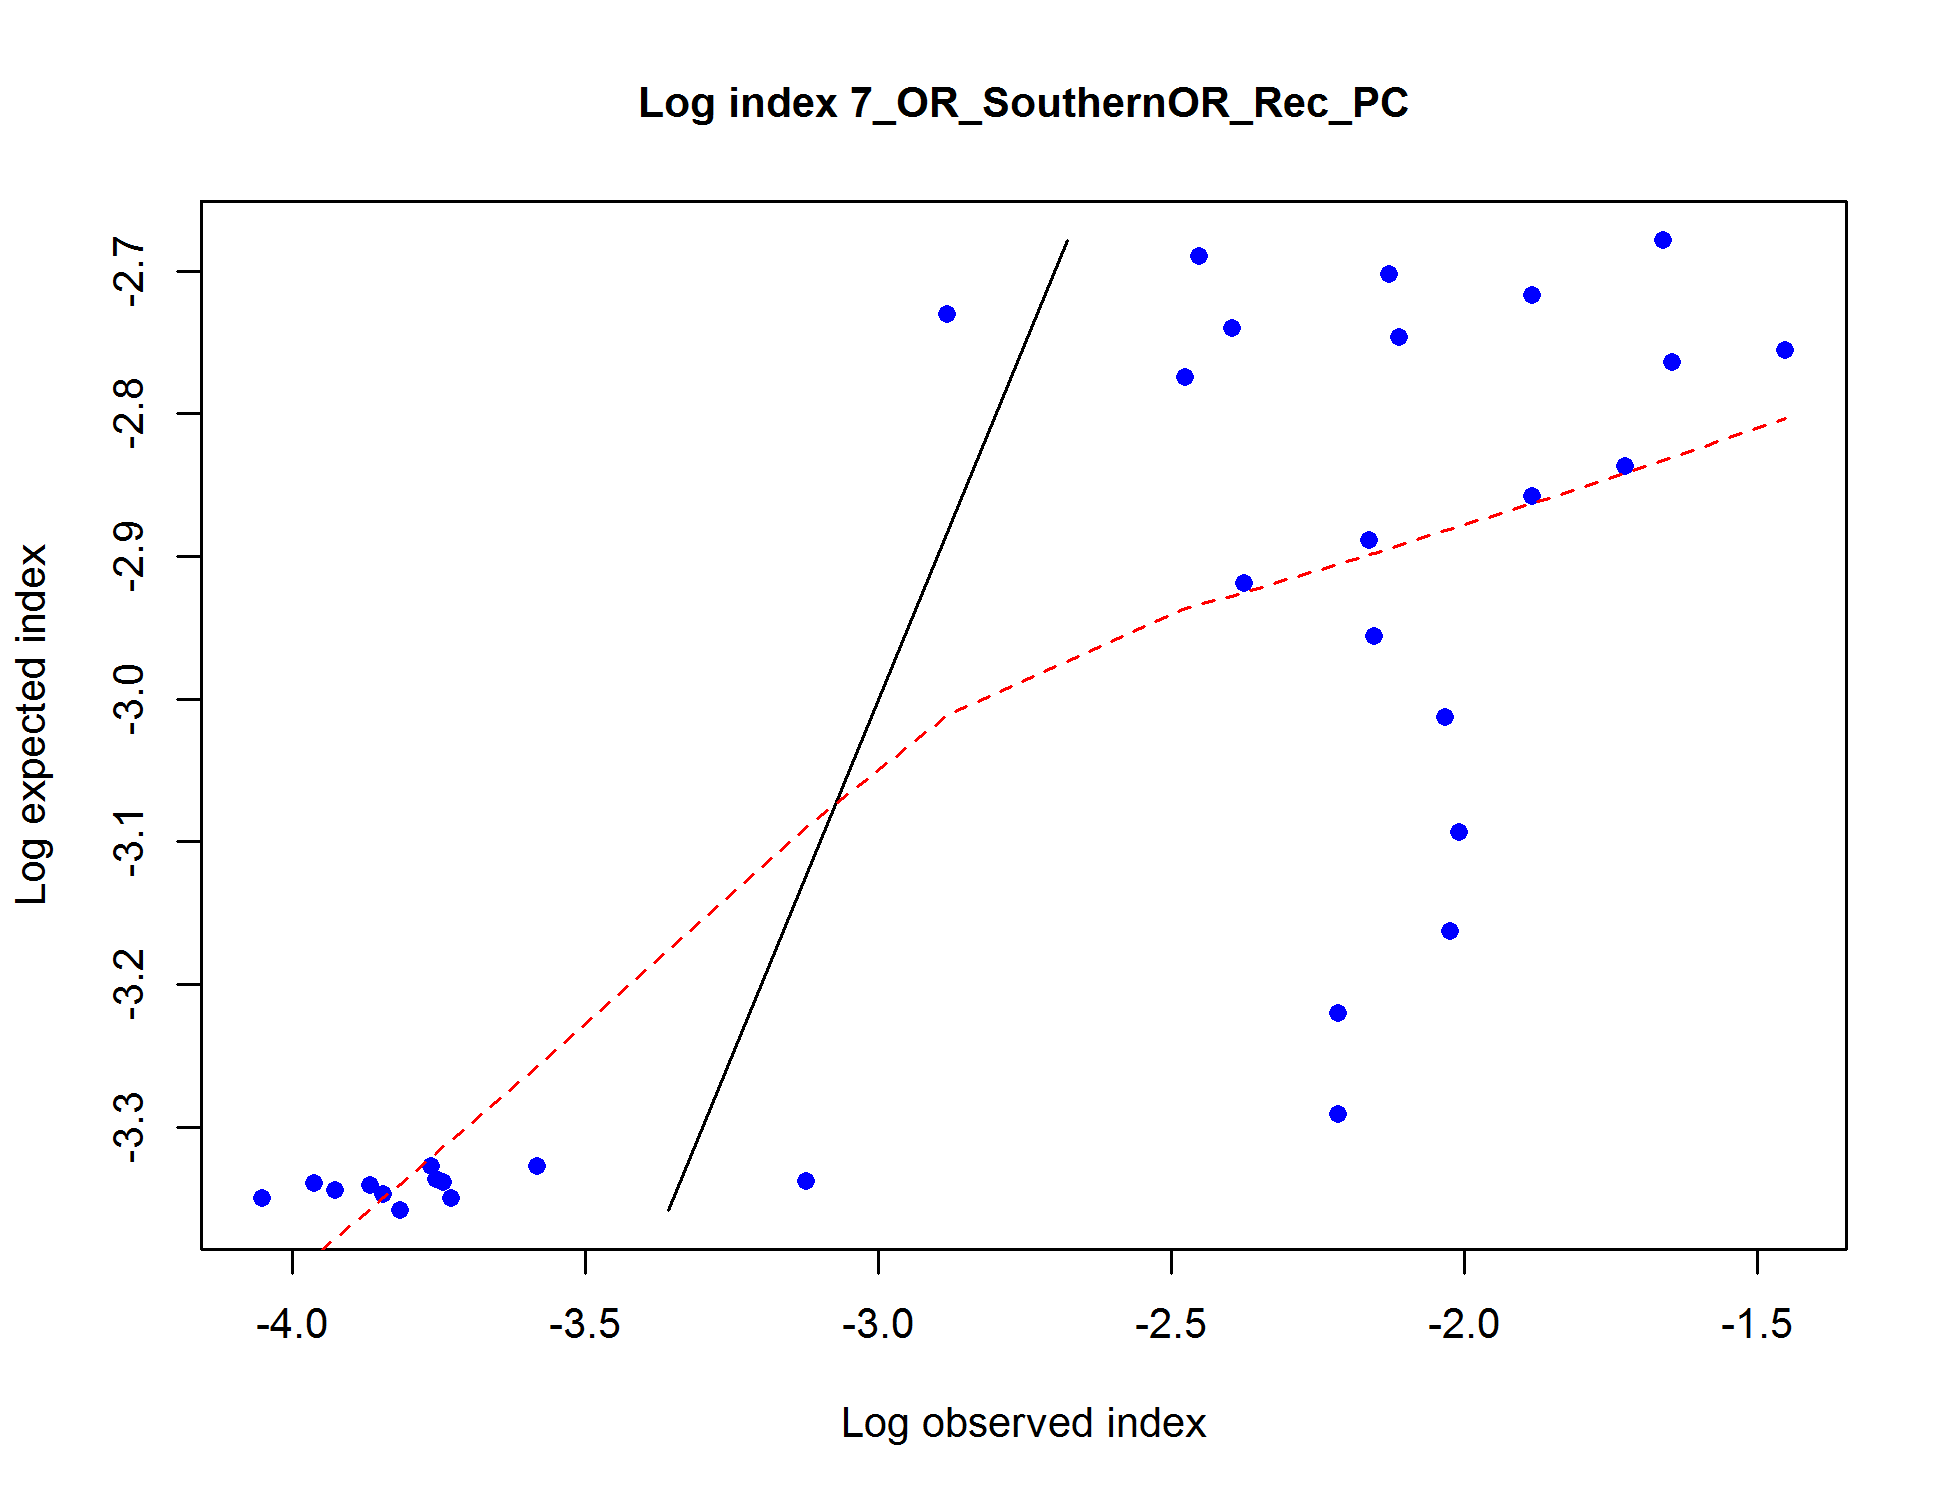 Log index 7_OR_SouthernOR_Rec_PC
Log expected index
-2.7
-2.8
-2.9
-3.0
-3.1
-3.2
-3.3
-4.0 -3.5 -3.0 -2.5 -2.0 -1.5
Log observed index